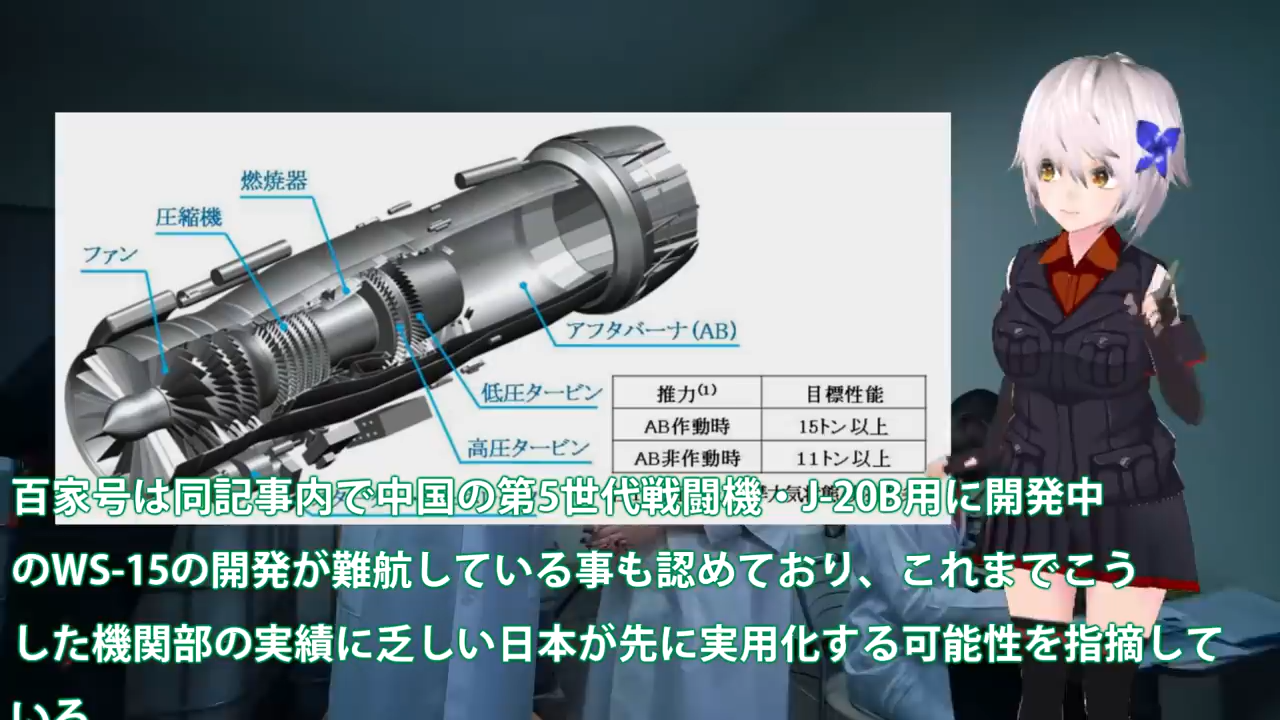 燃焼器
圧縮機
ファン
アフタバーナ(AB)
低圧タービン
高圧タービン
推力(1) 目標性能
AB作動時 15トン以上
AB非作動時 11トン以上
百家号は同記事内で中国の第5世代戦闘機・J-20B用に開発中
のWS-15の開発が難航している事も認めており、これまでこう
した機関部の実績に乏しい日本が先に実用化する可能性を指摘して
いる